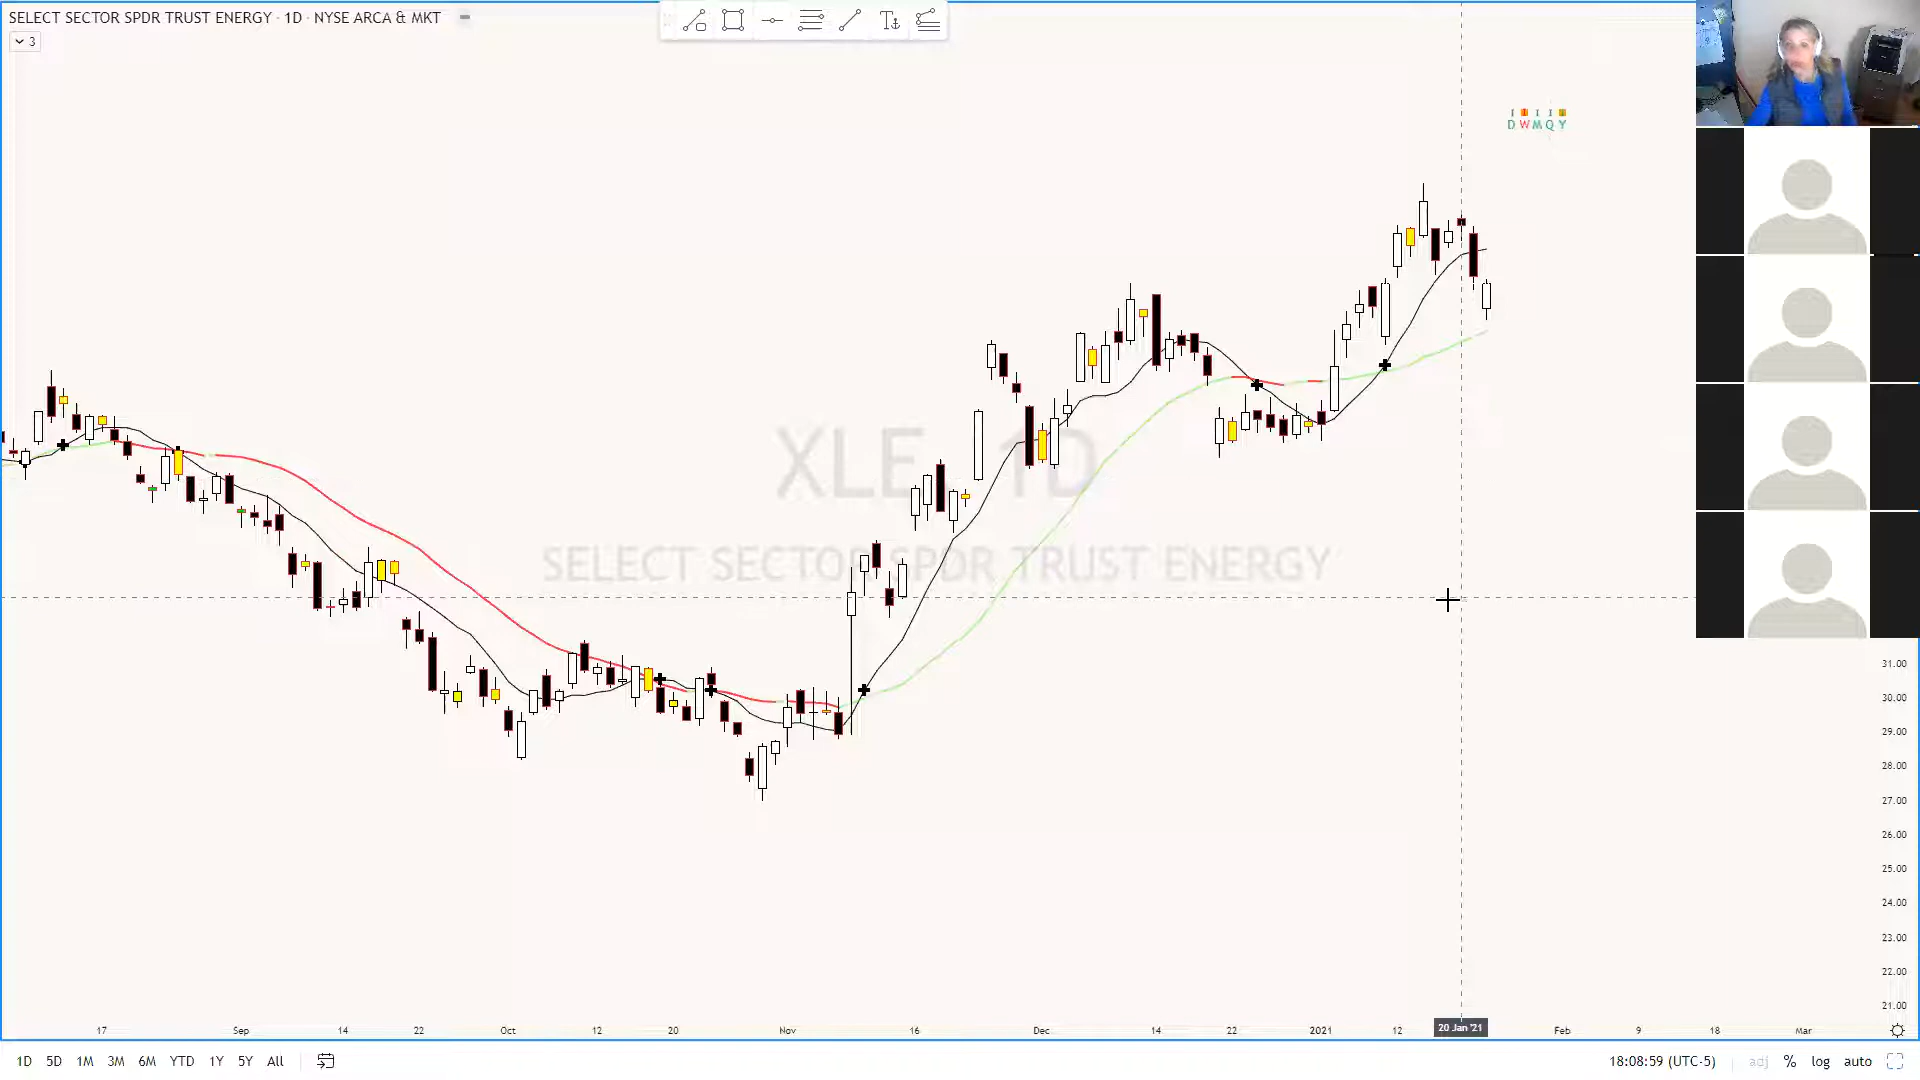 SELECT SECTOR SPDR TRUST ENERGY · 1D · NYSE ARCA & MKT
3
D W M Q Y
XLE, 1D
SELECT SECTOR SPDR TRUST ENERGY
31.00
30.00
29.00
28.00
27.00
26.00
25.00
24.00
23.00
22.00
21.00
17 Sep 14 22 Oct 12 20 Nov 16 Dec 14 22 2021 12 20 Jan '21 Feb 9 18 Mar
1D 5D 1M 3M 6M YTD 1Y 5Y All 18:08:59 (UTC-5) adj % log auto